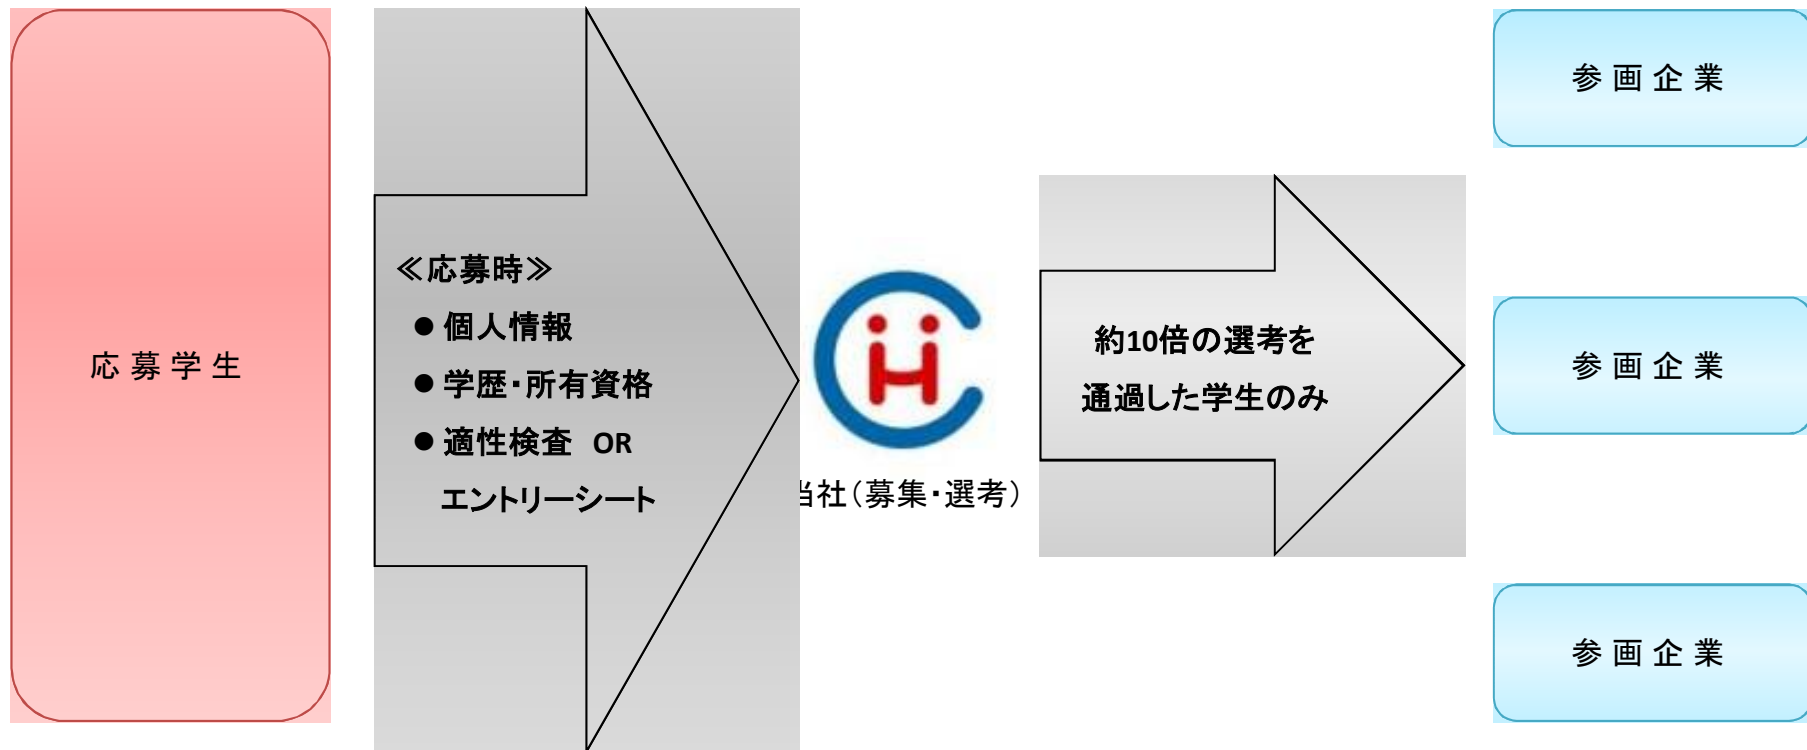 応募学生
≪応募時≫
● 個人情報
● 学歴・所有資格
● 適性検査 OR
エントリーシート
当社（募集・選考）
約10倍の選考を
通過した学生のみ
参画企業
参画企業
参画企業